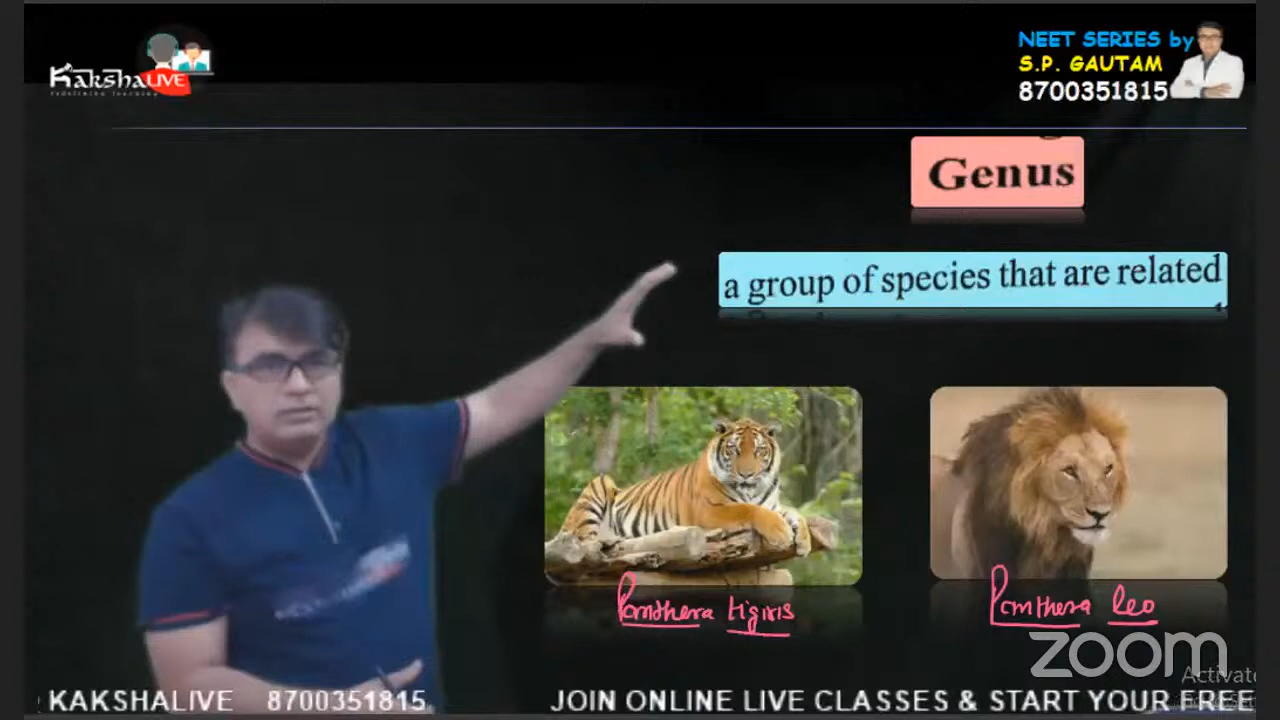 KakshaLIVE
NEET SERIES by
S.P. GAUTAM
8700351815
Genus
a group of species that are related
Panthera tigris
Panthera leo
zoom
Activate
KAKSHALIVE 8700351815
JOIN ONLINE LIVE CLASSES & START YOUR FREE